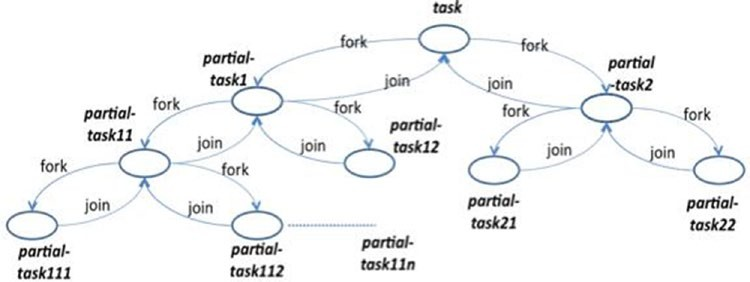 task
fork
fork
partial-
task1
partial
-task2
join
join
partial-
task11
fork
fork
fork
fork
partial-
task12
join
join
join
join
fork
fork
partial-
task21
partial-
task22
join
join
partial-
task111
partial-
task112
partial-
task11n